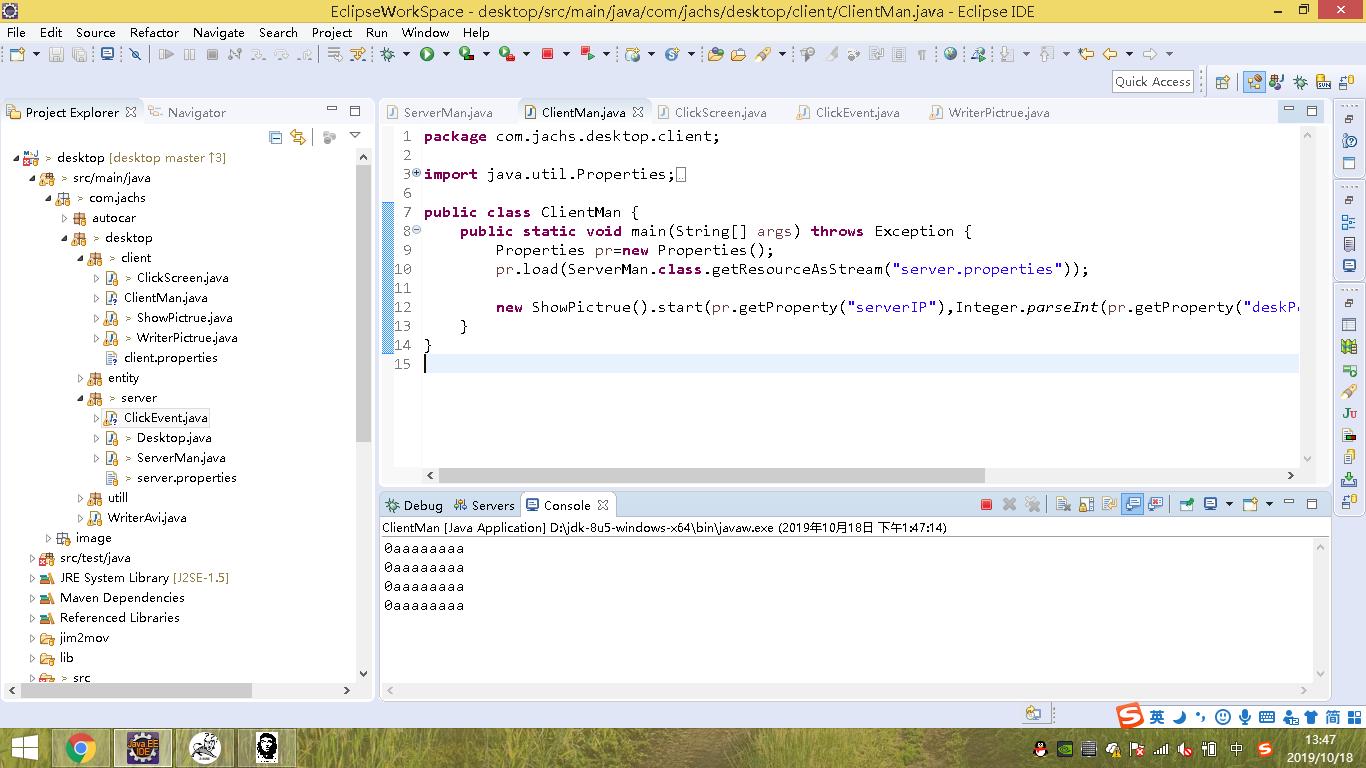 EclipseWorkSpace - desktop/src/main/java/com/jachs/desktop/client/ClientMan.java - Eclipse IDE
File Edit Source Refactor Navigate Search Project Run Window Help
Quick Access
Project Explorer Navigator
> desktop [desktop master ↑3]
> src/main/java
> com.jachs
autocar
> desktop
> client
> ClickScreen.java
ClientMan.java
> ShowPictrue.java
> WriterPictrue.java
client.properties
entity
> server
ClickEvent.java
> Desktop.java
> ServerMan.java
> server.properties
utill
WriterAvi.java
image
src/test/java
JRE System Library [J2SE-1.5]
Maven Dependencies
Referenced Libraries
jim2mov
lib
> src
ServerMan.java ClientMan.java ClickScreen.java ClickEvent.java WriterPictrue.java
1 package com.jachs.desktop.client;
2
3 import java.util.Properties;
6
7 public class ClientMan {
8 public static void main(String[] args) throws Exception {
9 Properties pr=new Properties();
10 pr.load(ServerMan.class.getResourceAsStream("server.properties"));
11
12 new ShowPictrue().start(pr.getProperty("serverIP"),Integer.parseInt(pr.getProperty("deskP
13 }
14 }
15
Debug Servers Console
ClientMan [Java Application] D:\jdk-8u5-windows-x64\bin\javaw.exe (2019年10月18日 下午1:47:14)
0aaaaaaaa
0aaaaaaaa
0aaaaaaaa
0aaaaaaaa
英 简
Java EE
IDE
中
13:47
2019/10/18